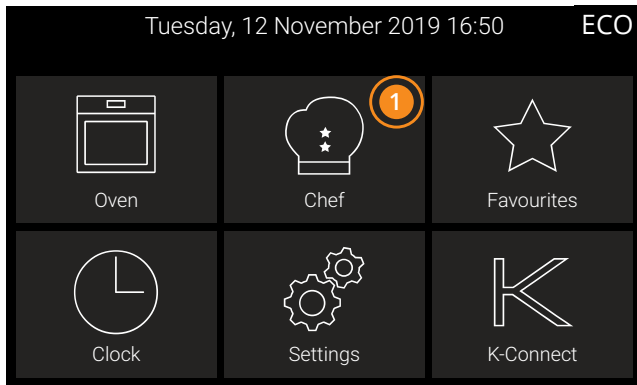 Tuesday, 12 November 2019 16:50 ECO
1
Oven Chef Favourites
Clock Settings K-Connect